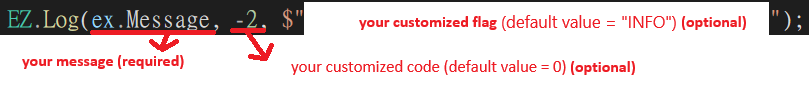 EZ.Log(ex.Message, -2, $" your customized flag (default value = "INFO") (optional) ");
your message (required)
your customized code (default value = 0) (optional)